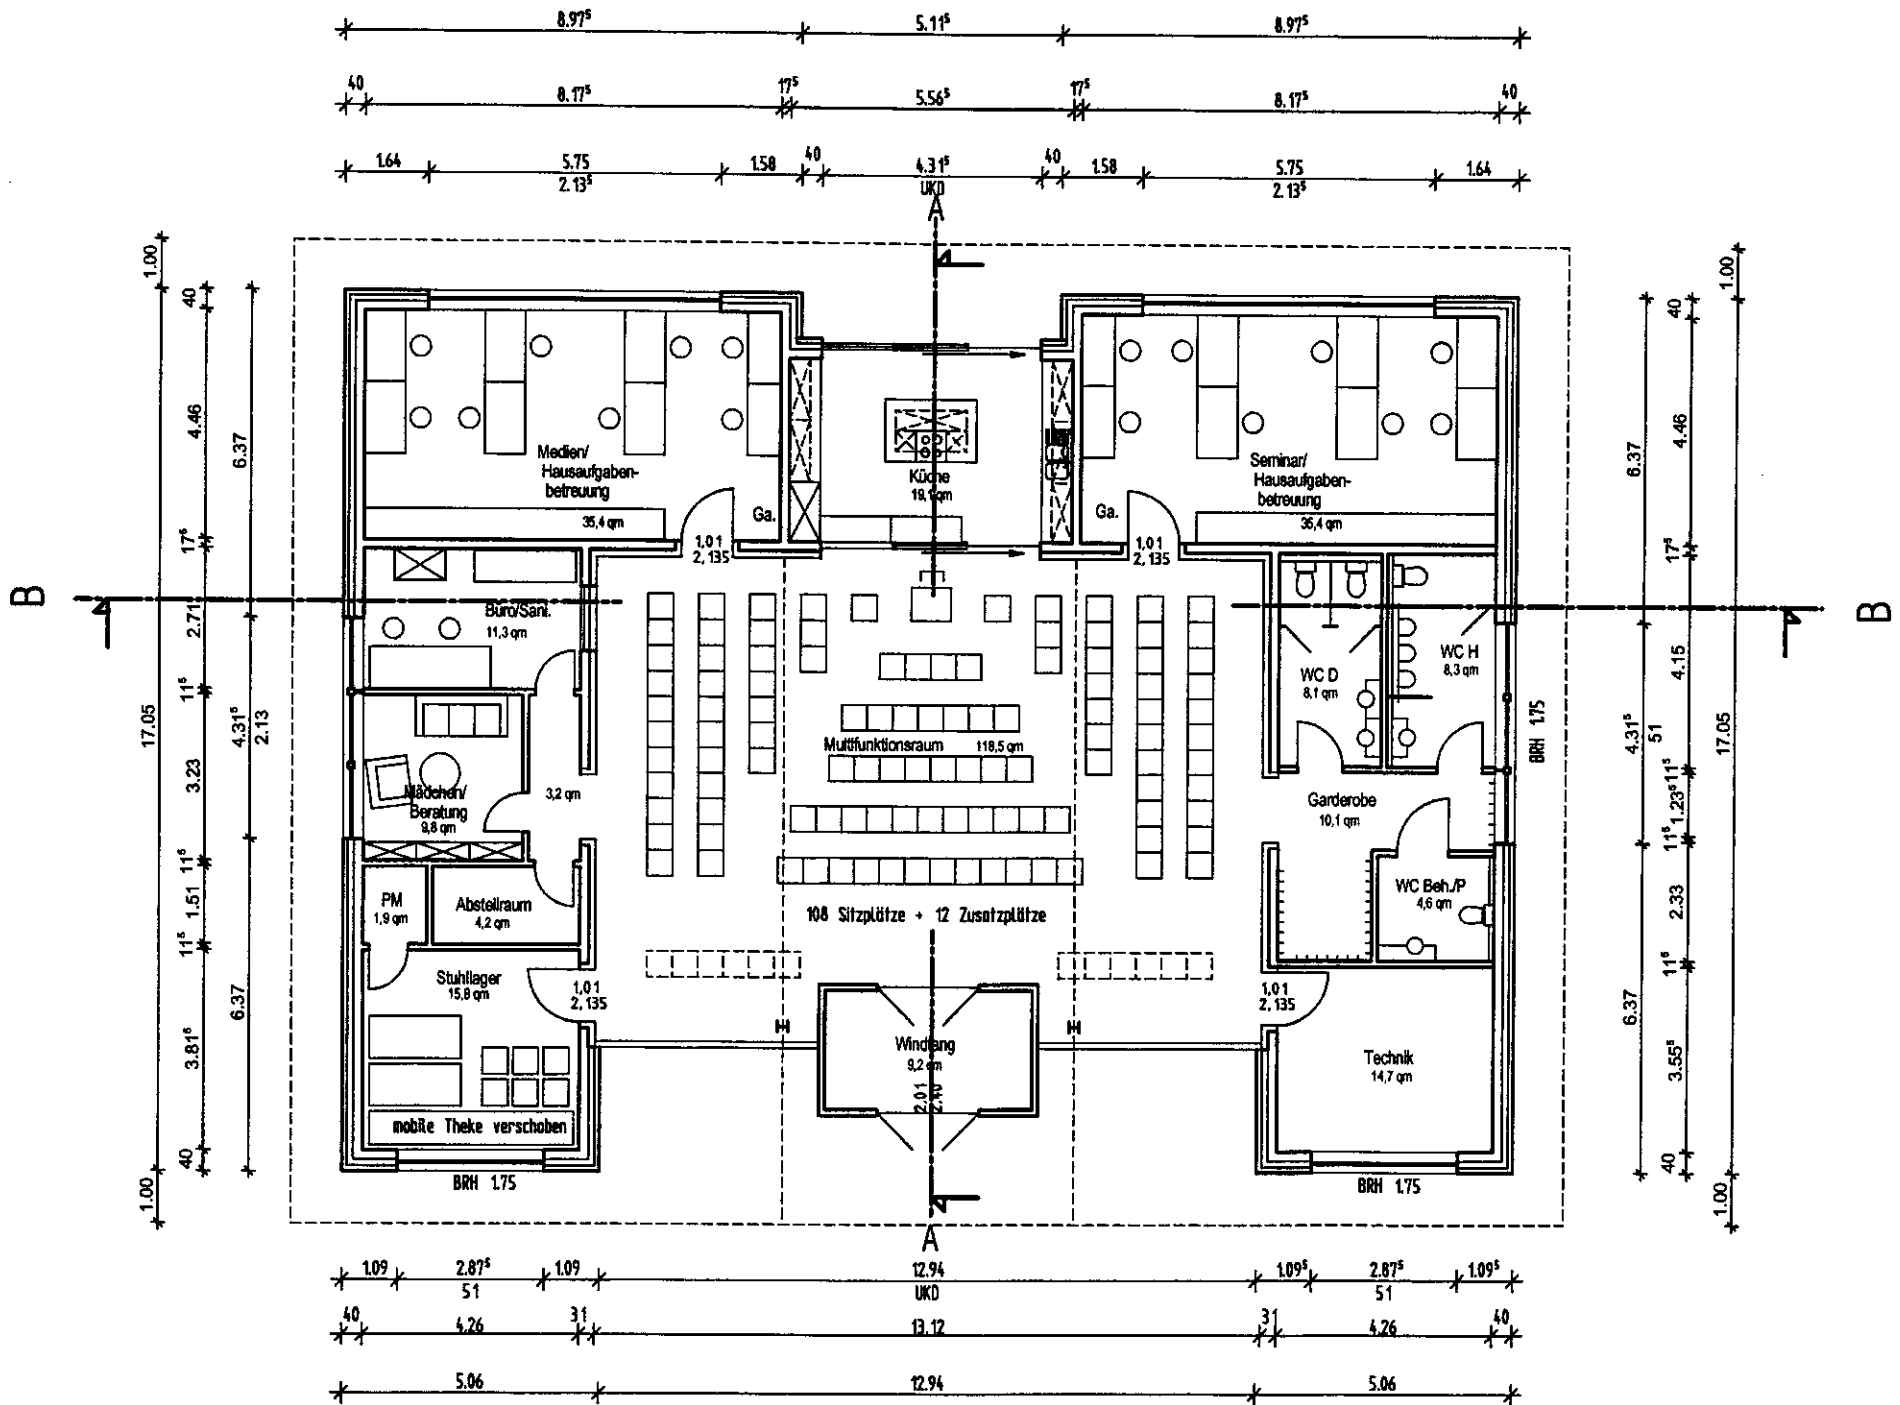 8.97⁵ 5.11⁵ 8.97⁵
40 8.17⁵ 17⁵ 5.56⁵ 17⁵ 8.17⁵ 40
1.64 5.75 1.58 40 4.31⁵ 40 1.58 5.75 1.64
2.13⁵ UKD 2.13⁵
A
1.00
17.05
1.00
40
4.46
17⁵
2.71
11⁵
3.23
11⁵
1.51
11⁵
3.81⁵
40
6.37
4.31⁵
2.13
6.37
B
Medien/
Hausaufgaben-
betreuung
35,4 qm
Ga.
1,01
2,135
Küche
19,1 qm
Seminar/
Hausaufgaben-
betreuung
35,4 qm
Ga.
1,01
2,135
Büro/Sani.
11,3 qm
Mädchen/
Beratung
9,8 qm
3,2 qm
PM
1,9 qm
Abstellraum
4,2 qm
Stuhllager
15,8 qm
1,01
2,135
mobile Theke verschoben
BRH 1.75
Multifunktionsraum 118,5 qm
108 Sitzplätze + 12 Zusatzplätze
Windfang
9,2 qm
2.01
2.40
WC D
8,1 qm
WC H
8,3 qm
Garderobe
10,1 qm
WC Beh./P
4,6 qm
1,01
2,135
Technik
14,7 qm
BRH 1.75
BRH 1.75
6.37
4.31⁵
51
6.37
40
4.46
17⁵
4.15
11⁵
1.23⁵
11⁵
2.33
11⁵
3.55⁵
40
1.00
17.05
1.00
B
A
1.09 2.87⁵ 1.09 12.94 1.09⁵ 2.87⁵ 1.09⁵
51 UKD 51
40 4.26 31 13.12 31 4.26 40
5.06 12.94 5.06